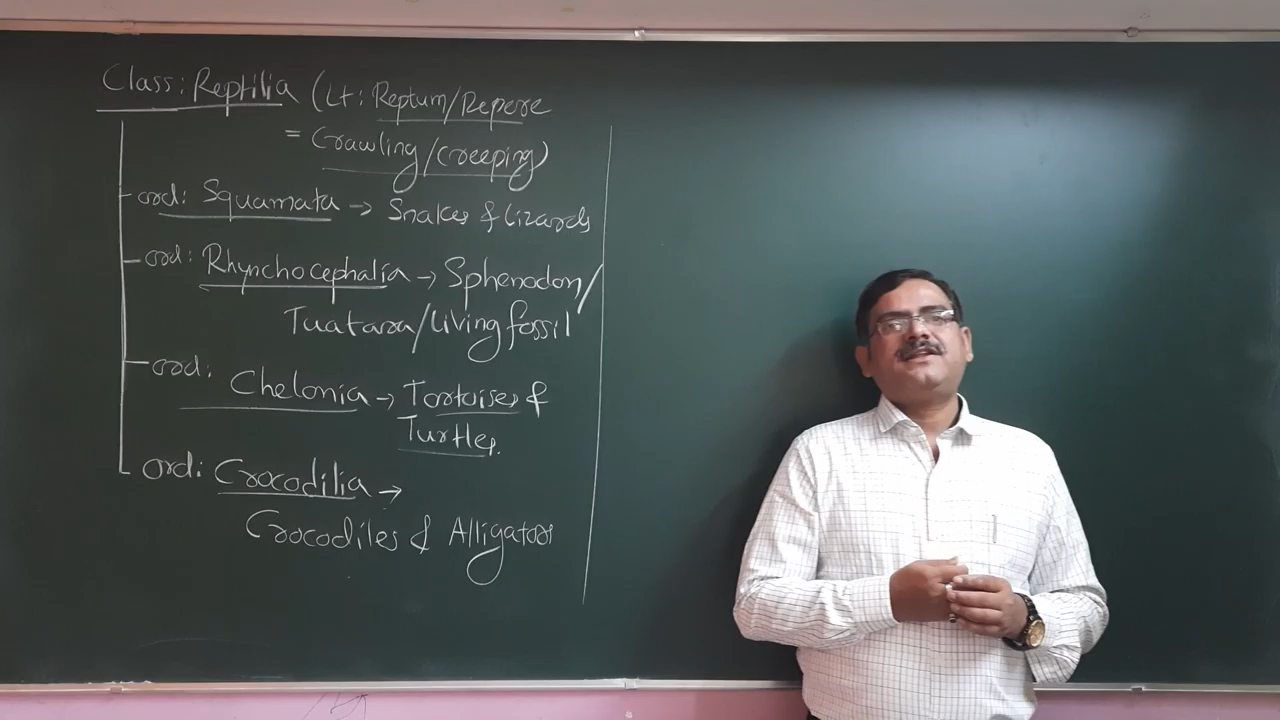 Class: Reptilia (Lt: Reptum/Repere
= Crawling/creeping)
ord: Squamata → Snakes & Lizards
ord: Rhynchocephalia → Sphenodon/
Tuatara/Living fossil
ord: Chelonia → Tortoises &
Turtles.
ord: Crocodilia →
Crocodiles & Alligators